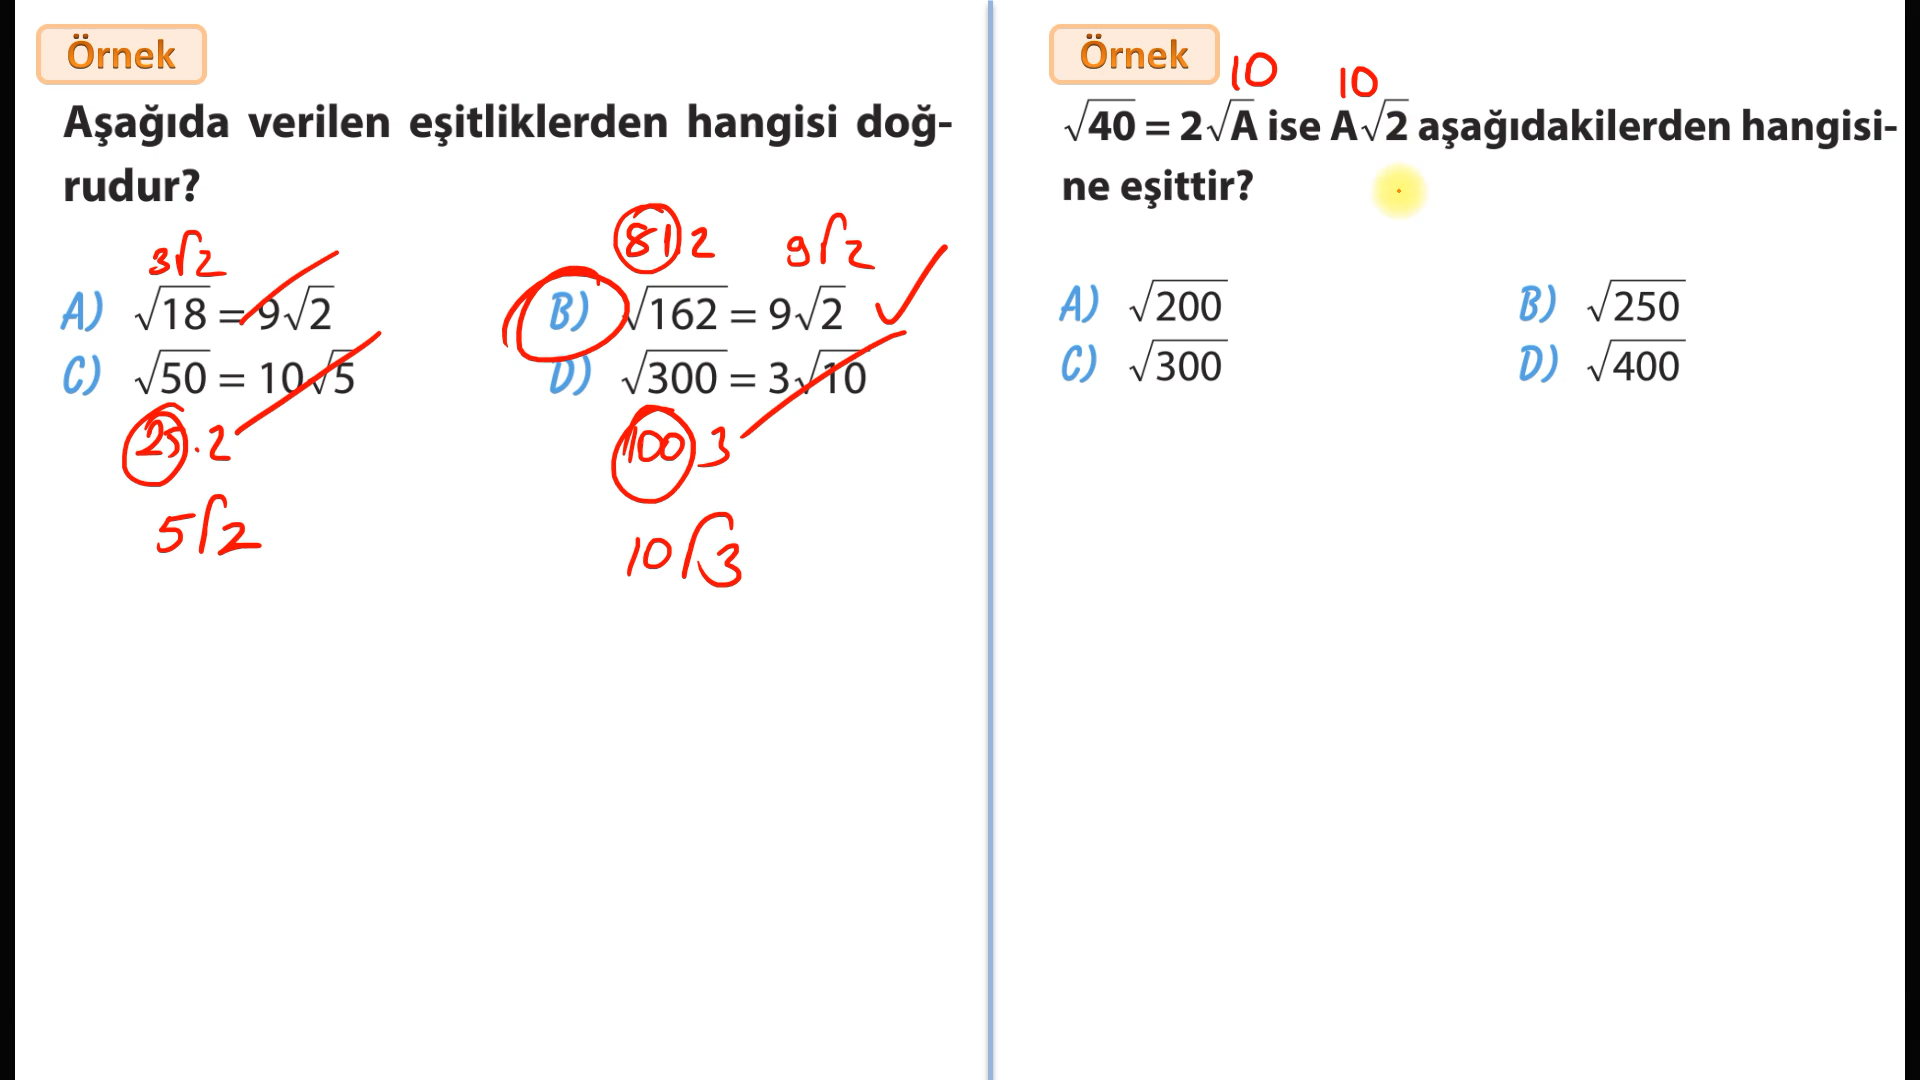 Örnek
Aşağıda verilen eşitliklerden hangisi doğ-
rudur?
3√2
81.2 9√2
A) √18 = 9√2
B) √162 = 9√2
C) √50 = 10√5
D) √300 = 3√10
25.2
100.3
5√2
10√3
Örnek
10 10
√40 = 2√A ise A√2 aşağıdakilerden hangisi-
ne eşittir?
A) √200
B) √250
C) √300
D) √400